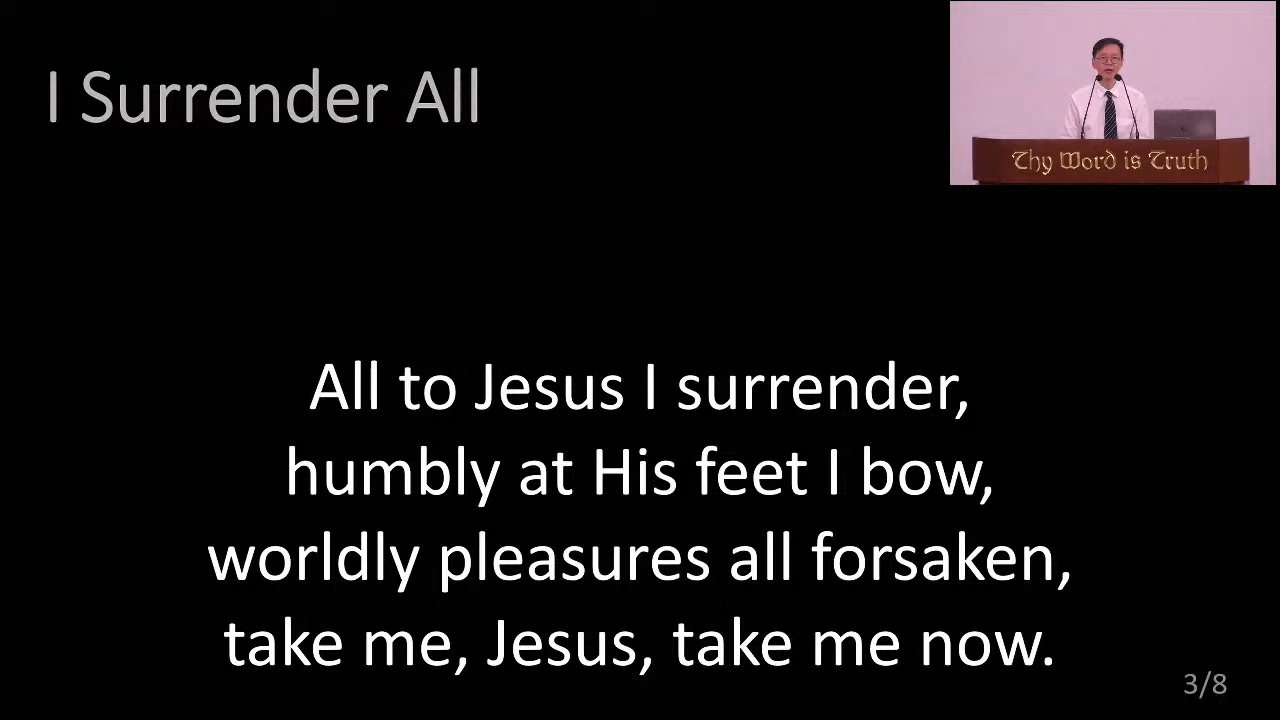 I Surrender All
Thy Word is Truth
All to Jesus I surrender,
humbly at His feet I bow,
worldly pleasures all forsaken,
take me, Jesus, take me now.
3/8